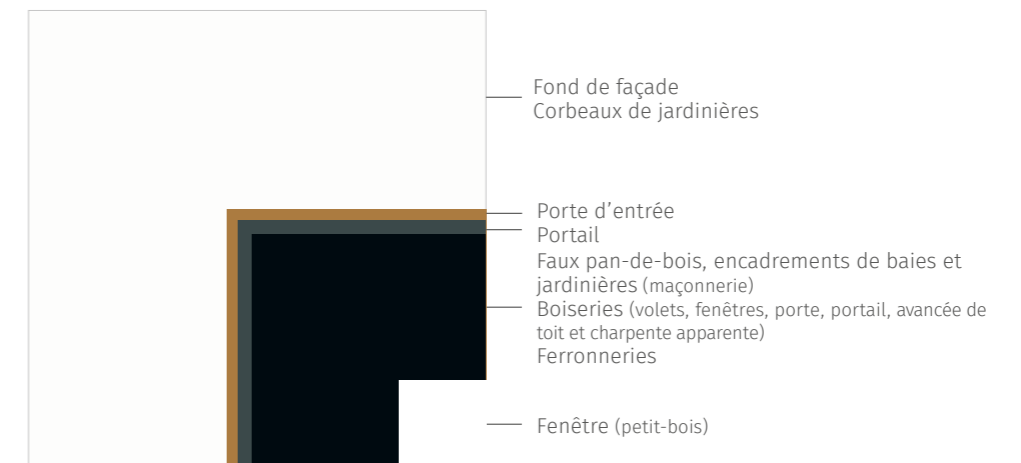 Fond de façade
Corbeaux de jardinières
Porte d’entrée
Portail
Faux pan-de-bois, encadrements de baies et
jardinières (maçonnerie)
Boiseries (volets, fenêtres, porte, portail, avancée de
toit et charpente apparente)
Ferronneries
Fenêtre (petit-bois)